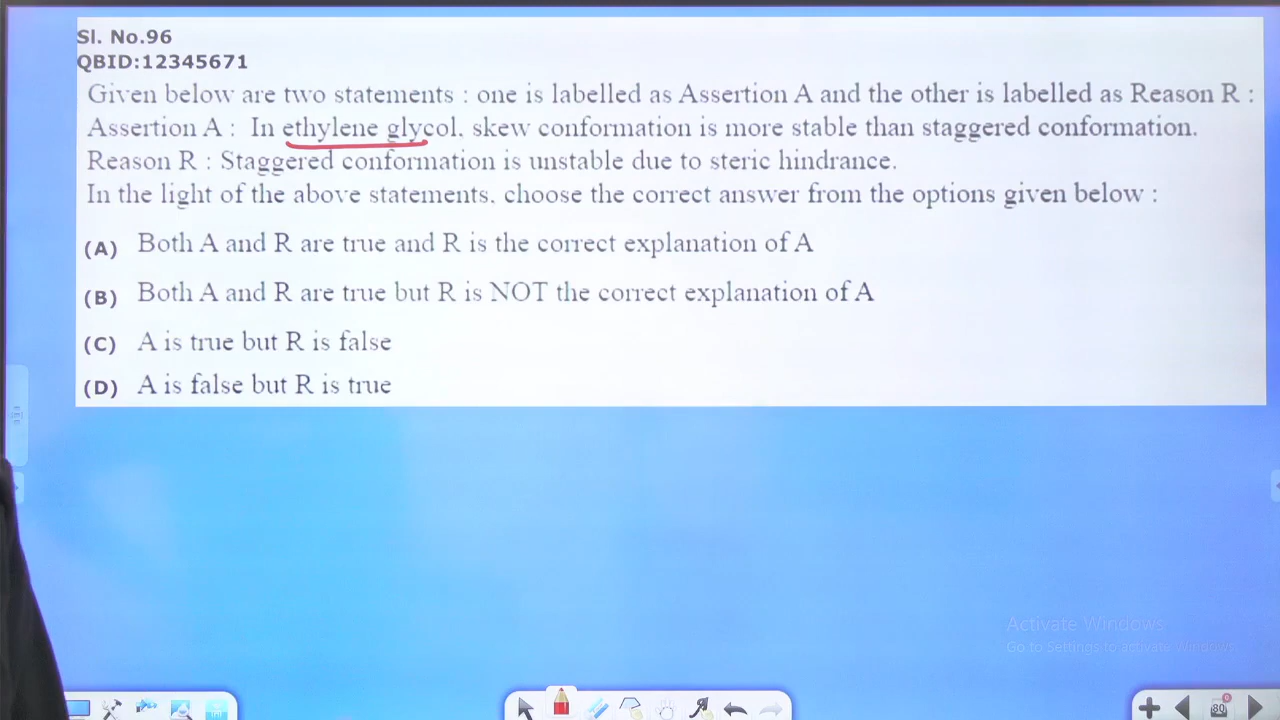 Sl. No.96
QBID:12345671
Given below are two statements : one is labelled as Assertion A and the other is labelled as Reason R :
Assertion A : In ethylene glycol, skew conformation is more stable than staggered conformation.
Reason R : Staggered conformation is unstable due to steric hindrance.
In the light of the above statements, choose the correct answer from the options given below :
(A) Both A and R are true and R is the correct explanation of A
(B) Both A and R are true but R is NOT the correct explanation of A
(C) A is true but R is false
(D) A is false but R is true
Activate Windows
Go to Settings to activate Windows.
80